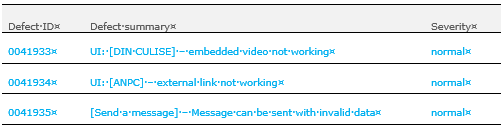 Defect·ID¤ Defect·summary¤ Severity¤
0041933¤ UI:·[DIN·CULISE]·–·embedded·video·not·working¤ normal¤
0041934¤ UI:·[ANPC]·–·external·link·not·working¤ normal¤
0041935¤ [Send·a·message]·–·Message·can·be·sent·with·invalid·data¤ normal¤